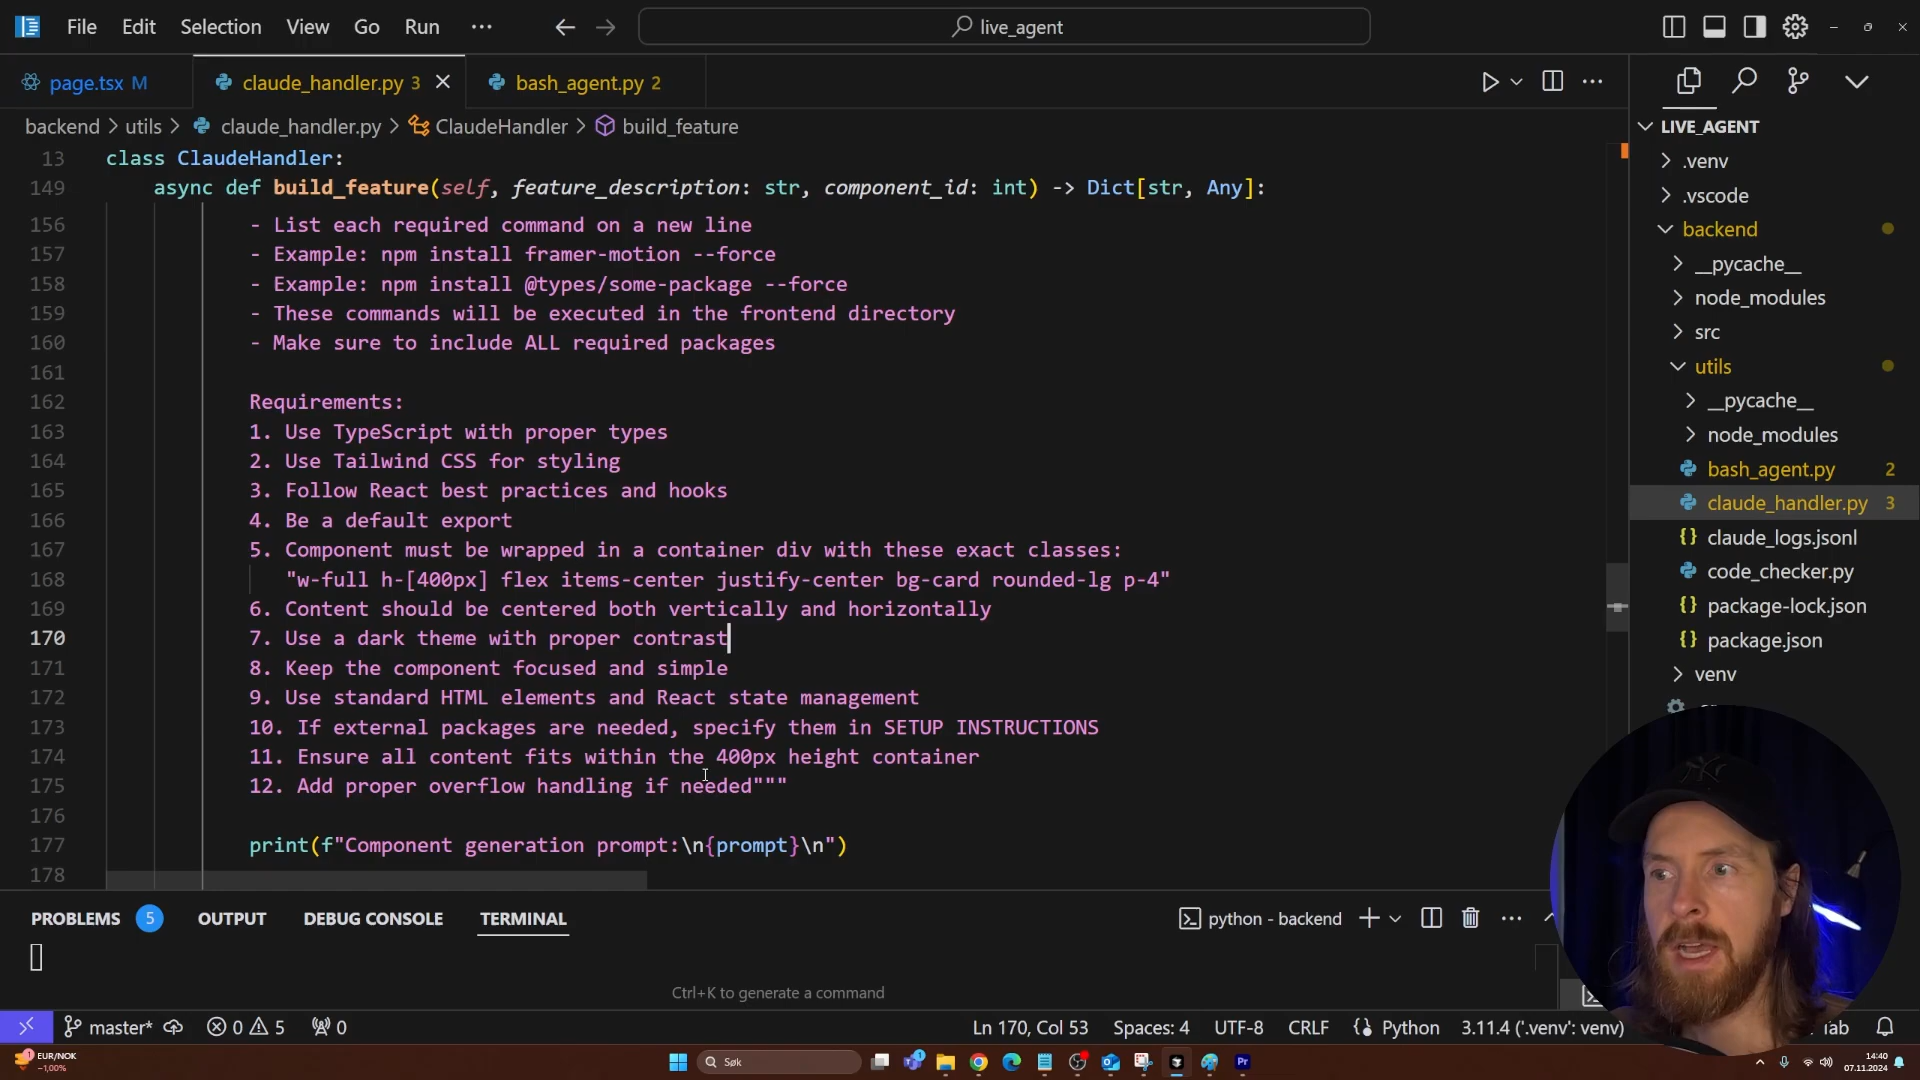 File Edit Selection View Go Run ··· live_agent
page.tsx M claude_handler.py 3 bash_agent.py 2
backend > utils > claude_handler.py > ClaudeHandler > build_feature
13 class ClaudeHandler:
149 async def build_feature(self, feature_description: str, component_id: int) -> Dict[str, Any]:
156 - List each required command on a new line
157 - Example: npm install framer-motion --force
158 - Example: npm install @types/some-package --force
159 - These commands will be executed in the frontend directory
160 - Make sure to include ALL required packages
161
162 Requirements:
163 1. Use TypeScript with proper types
164 2. Use Tailwind CSS for styling
165 3. Follow React best practices and hooks
166 4. Be a default export
167 5. Component must be wrapped in a container div with these exact classes:
168 "w-full h-[400px] flex items-center justify-center bg-card rounded-lg p-4"
169 6. Content should be centered both vertically and horizontally
170 7. Use a dark theme with proper contrast
171 8. Keep the component focused and simple
172 9. Use standard HTML elements and React state management
173 10. If external packages are needed, specify them in SETUP INSTRUCTIONS
174 11. Ensure all content fits within the 400px height container
175 12. Add proper overflow handling if needed"""
176
177 print(f"Component generation prompt:\n{prompt}\n")
178
LIVE_AGENT
.venv
.vscode
backend
__pycache__
node_modules
src
utils
__pycache__
node_modules
bash_agent.py 2
claude_handler.py 3
claude_logs.jsonl
code_checker.py
package-lock.json
package.json
venv
PROBLEMS 5 OUTPUT DEBUG CONSOLE TERMINAL python - backend
Ctrl+K to generate a command
master* 0 5 0 Ln 170, Col 53 Spaces: 4 UTF-8 CRLF Python 3.11.4 ('.venv': venv) Tab
EUR/NOK
-1,00%
Søk
14:40
07.11.2024